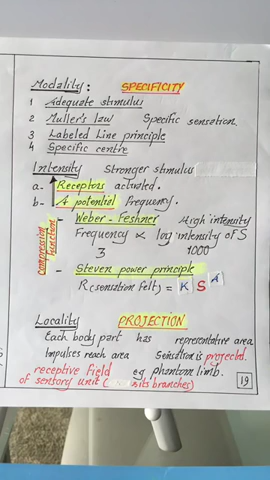 Modality: SPECIFICITY
1 Adequate stimulus
2 Muller's law Specific sensation.
3 Labeled Line principle
4 Specific centre
Intensity Stronger stimulus
a. Receptors actuated.
b- A potential frequency.
Compression function
- Weber-Feshner High intensity
Frequency ∝ log intensity of S
3 1000
- Steven power principle
R (sensation felt) = K S A
Locality PROJECTION
Each body part has representative area
Impulses reach area Sensation is projected.
receptive field eg phantom limb.
of sensory unit ( its branches)
19